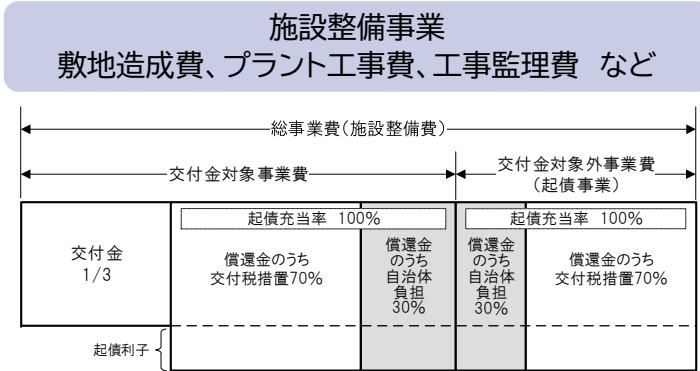 施設整備事業
敷地造成費、プラント工事費、工事監理費　など
総事業費(施設整備費)
交付金対象事業費
交付金対象外事業費
(起債事業)
交付金
1/3
起債充当率 100%
償還金のうち
交付税措置70%
償還金
のうち
自治体
負担
30%
起債充当率 100%
償還金
のうち
自治体
負担
30%
償還金のうち
交付税措置70%
起債利子